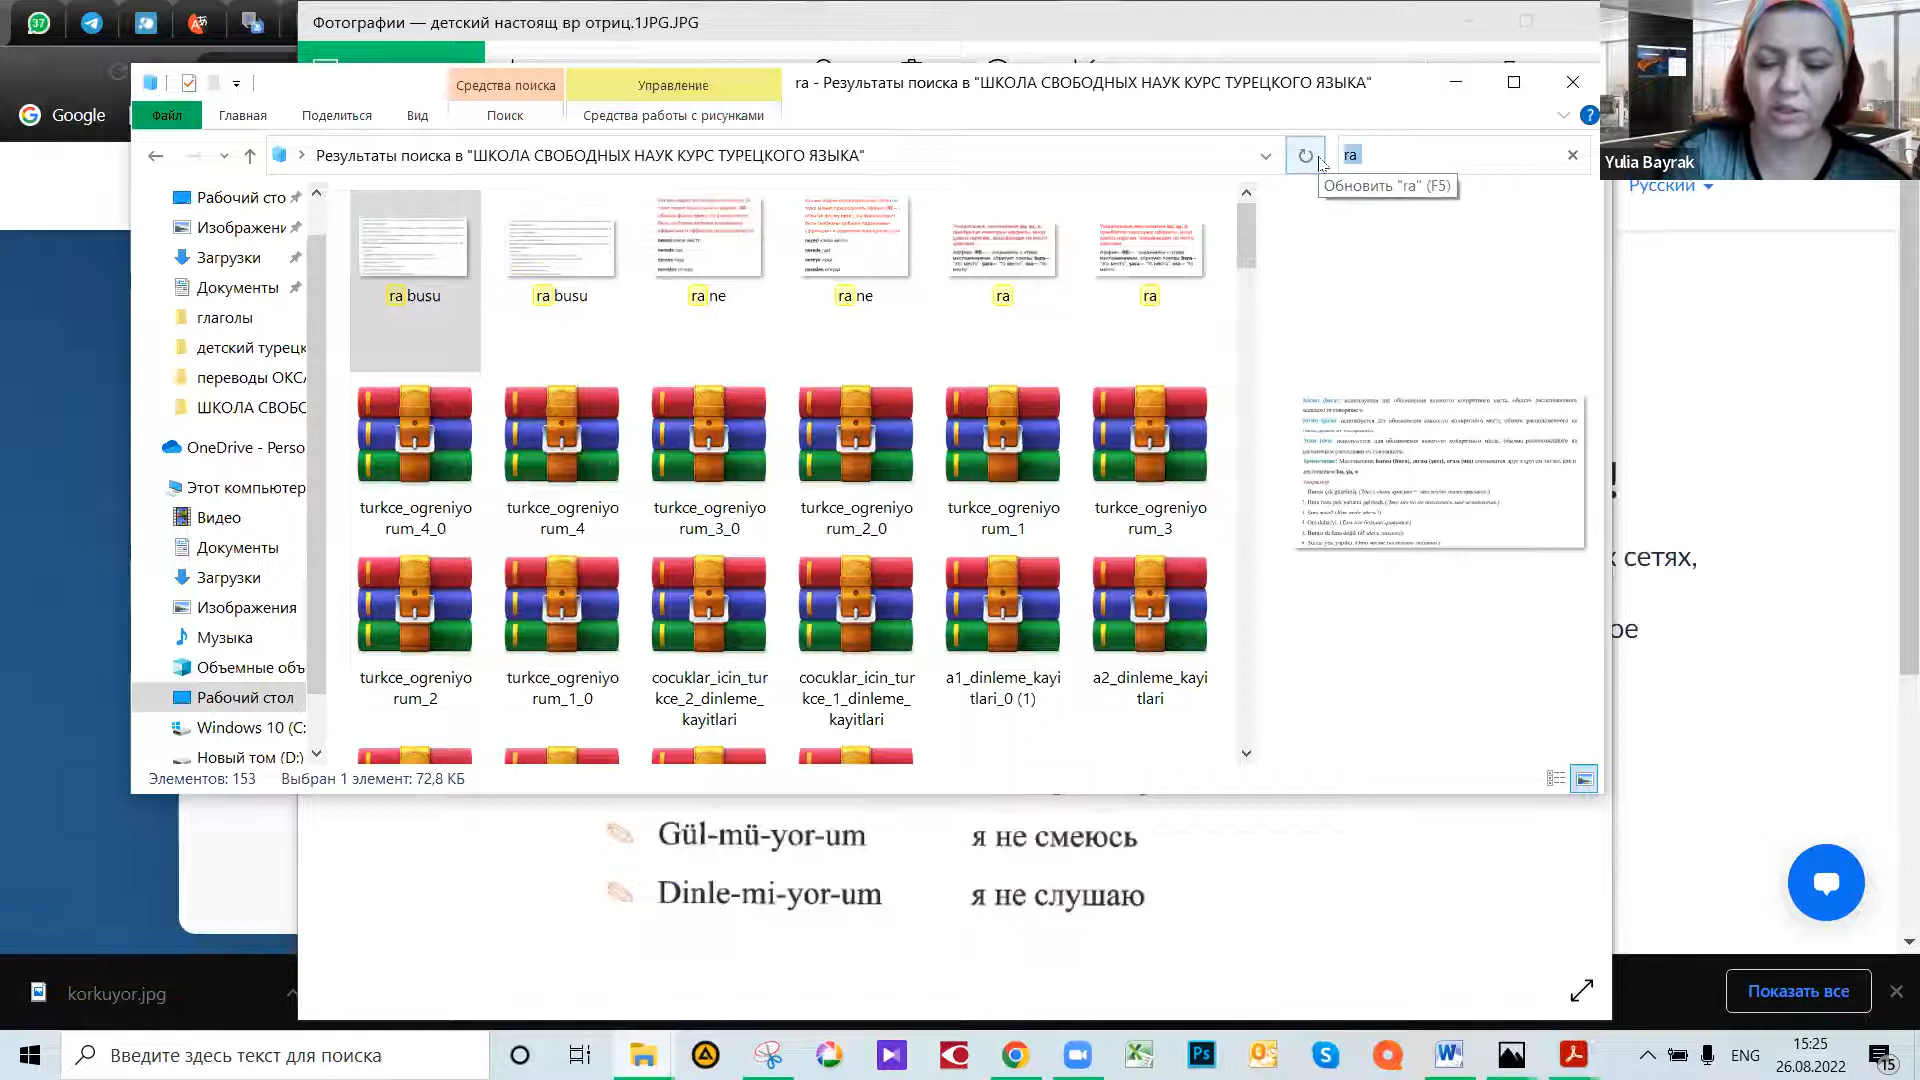 37
Фотографии — детский настоящ вр отриц.1JPG.JPG
Google
Средства поиска
Управление
ra - Результаты поиска в "ШКОЛА СВОБОДНЫХ НАУК КУРС ТУРЕЦКОГО ЯЗЫКА"
Файл
Главная
Поделиться
Вид
Поиск
Средства работы с рисунками
?
Результаты поиска в "ШКОЛА СВОБОДНЫХ НАУК КУРС ТУРЕЦКОГО ЯЗЫКА"
ra
Обновить "ra" (F5)
Yulia Bayrak
Русский
Рабочий сто
Изображени
Загрузки
Документы
глаголы
детский турецк
переводы ОКСА
ШКОЛА СВОБС
OneDrive - Perso
Этот компьютер
Видео
Документы
Загрузки
Изображения
Музыка
Объемные объ
Рабочий стол
Windows 10 (C:
Новый том (D:)
ra busu
ra busu
ra ne
ra ne
ra
ra
turkce_ogreniyo
rum_4_0
turkce_ogreniyo
rum_4
turkce_ogreniyo
rum_3_0
turkce_ogreniyo
rum_2_0
turkce_ogreniyo
rum_1
turkce_ogreniyo
rum_3
turkce_ogreniyo
rum_2
turkce_ogreniyo
rum_1_0
cocuklar_icin_tur
kce_2_dinleme_
kayitlari
cocuklar_icin_tur
kce_1_dinleme_
kayitlari
a1_dinleme_kayi
tlari_0 (1)
a2_dinleme_kayi
tlari
!
х сетях,
ое
Элементов: 153
Выбран 1 элемент: 72,8 КБ
Gül-mü-yor-um
я не смеюсь
Dinle-mi-yor-um
я не слушаю
korkuyor.jpg
Показать все
Введите здесь текст для поиска
Ps
ENG
15:25
26.08.2022
15